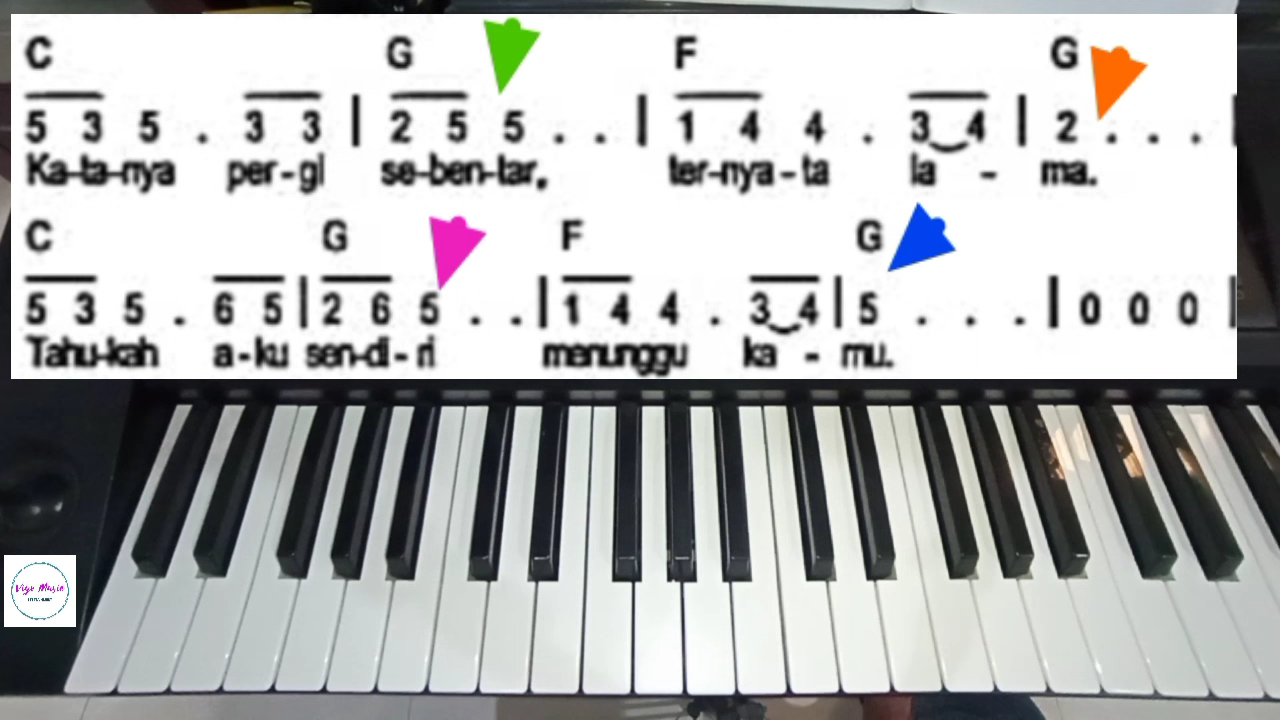 C G F G
5 3 5 . 3 3 | 2 5 5 . . | 1 4 4 . 3 4 | 2 . . . |
Ka-ta-nya per-gi se-ben-tar, ter-nya-ta la - ma.
C G F G
5 3 5 . 6 5 | 2 6 5 . . | 1 4 4 . 3 4 | 5 . . . | 0 0 0 |
Tahu-kah a-ku sen-di-ri menunggu ka - mu.